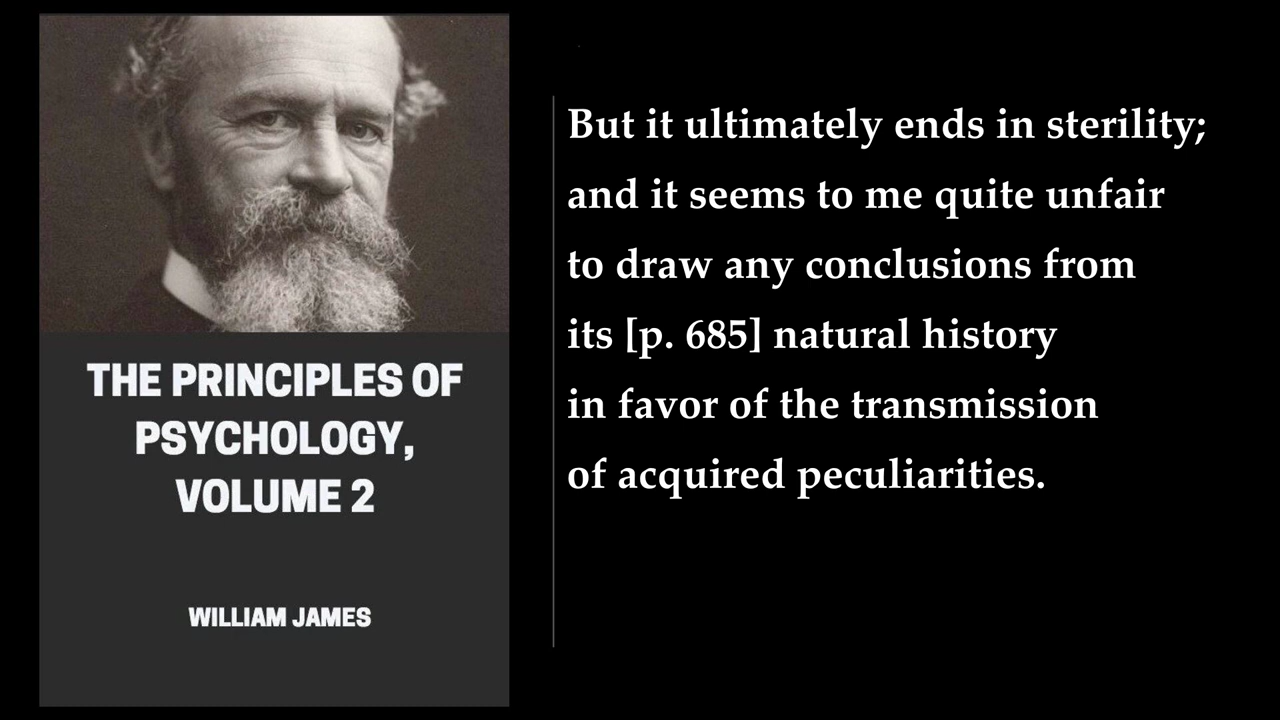 THE PRINCIPLES OF
PSYCHOLOGY,
VOLUME 2
WILLIAM JAMES
But it ultimately ends in sterility;
and it seems to me quite unfair
to draw any conclusions from
its [p. 685] natural history
in favor of the transmission
of acquired peculiarities.